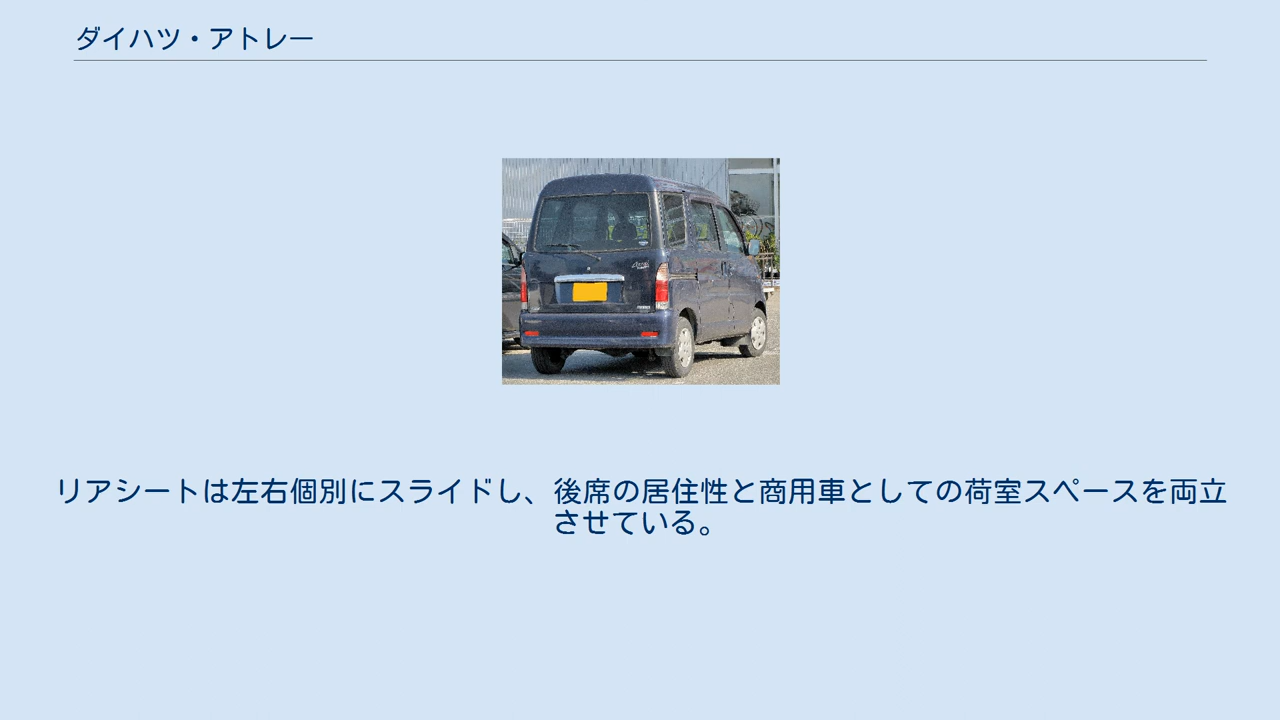 ダイハツ・アトレー
リアシートは左右個別にスライドし、後席の居住性と商用車としての荷室スペースを両立
させている。